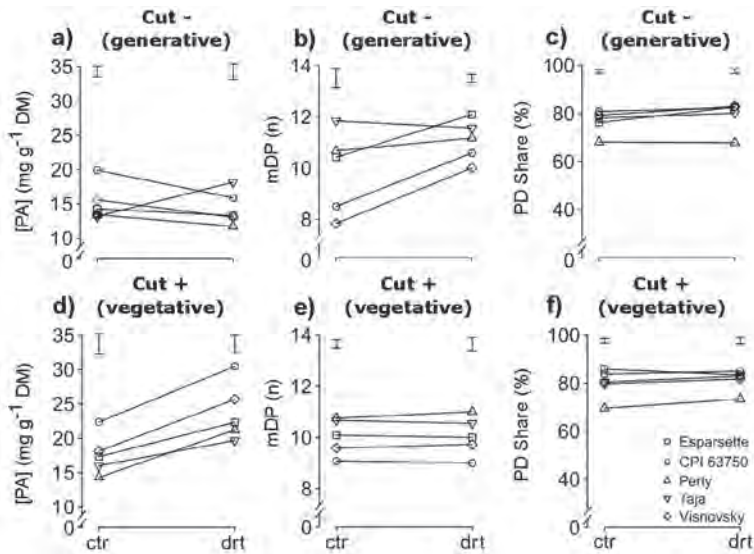 Cut -
(generative)
a)
[PA] (mg g-1 DM)
35
30
25
20
15
10
0
Cut -
(generative)
b)
mDP (n)
14
12
10
8
0
Cut -
(generative)
c)
PD Share (%)
100
80
60
40
0
Cut +
(vegetative)
d)
[PA] (mg g-1 DM)
35
30
25
20
15
10
0
ctr drt
Cut +
(vegetative)
e)
mDP (n)
14
12
10
9
0
ctr drt
Cut +
(vegetative)
f)
PD Share (%)
100
80
60
40
0
Esparsette
CPI 63750
Perly
Taja
Visnovsky
ctr drt